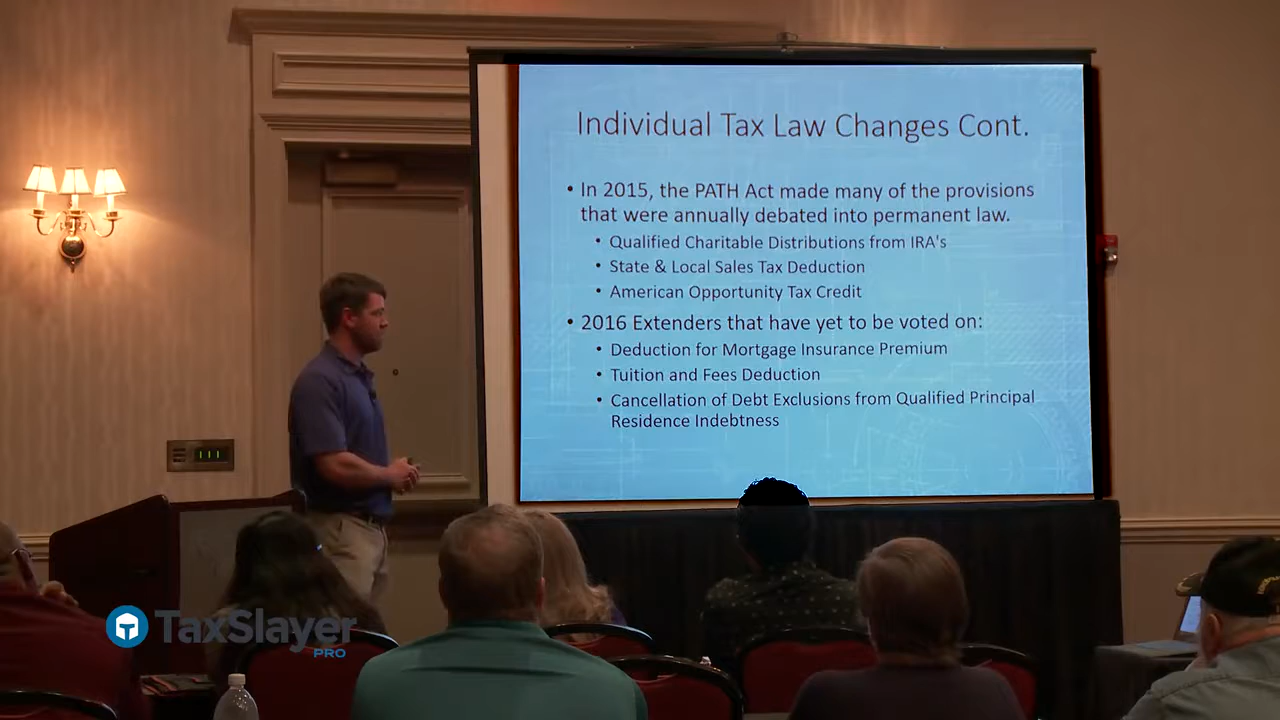 Individual Tax Law Changes Cont.
• In 2015, the PATH Act made many of the provisions
that were annually debated into permanent law.
• Qualified Charitable Distributions from IRA's
• State & Local Sales Tax Deduction
• American Opportunity Tax Credit
• 2016 Extenders that have yet to be voted on:
• Deduction for Mortgage Insurance Premium
• Tuition and Fees Deduction
• Cancellation of Debt Exclusions from Qualified Principal
Residence Indebtness
TaxSlayer
PRO